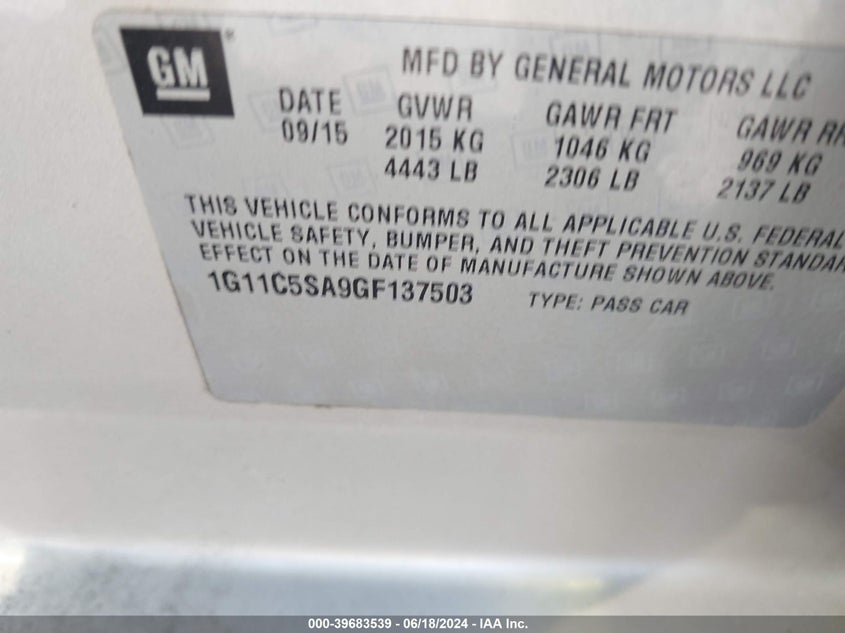 GM®
MFD BY GENERAL MOTORS LLC
DATE GVWR GAWR FRT GAWR RR
09/15 2015 KG 1046 KG 969 KG
4443 LB 2306 LB 2137 LB
THIS VEHICLE CONFORMS TO ALL APPLICABLE U.S. FEDERAL
VEHICLE SAFETY, BUMPER, AND THEFT PREVENTION
EFFECT ON THE DATE OF MANUFACTURE SHOWN ABOVE.
1G11C5SA9GF137503 TYPE: PASS CAR
000-39683539 - 06/18/2024 - IAA Inc.